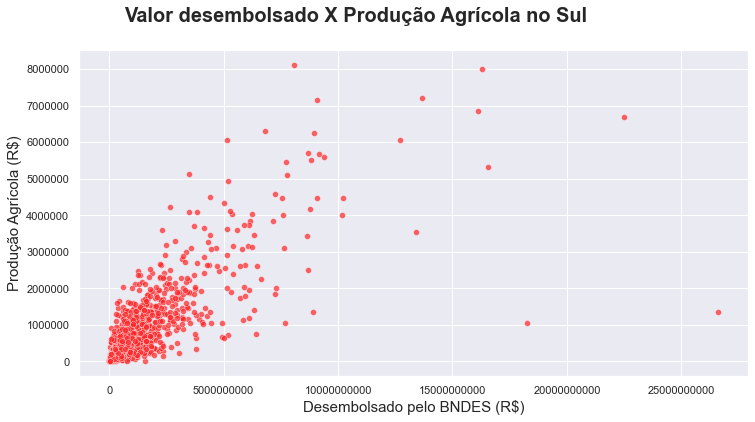 Valor desembolsado X Produção Agrícola no Sul
8000000
7000000
6000000
5000000
4000000
3000000
2000000
1000000
0
Produção Agrícola (R$)
0 5000000000 10000000000 15000000000 20000000000 25000000000
Desembolsado pelo BNDES (R$)